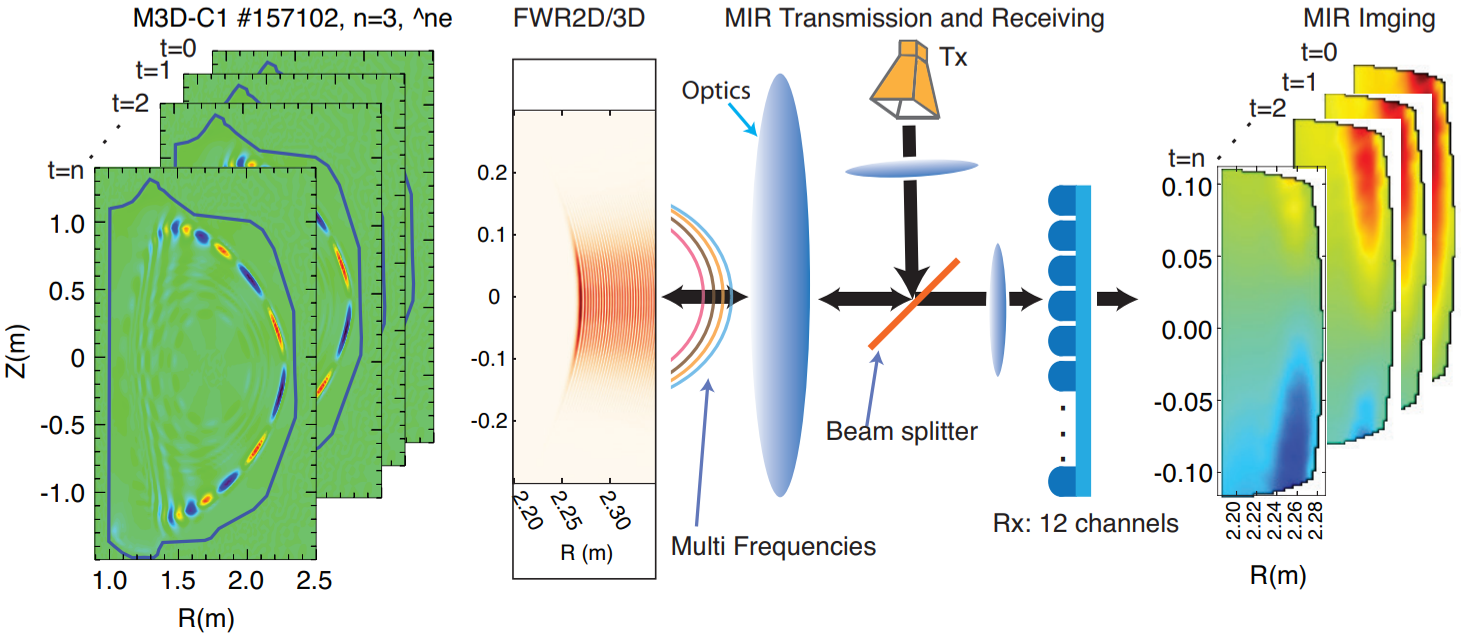 M3D-C1 #157102, n=3, ^ne
t=0
t=1
t=2
t=n
1.0
0.5
0
-0.5
-1.0
Z(m)
1.0 1.5 2.0 2.5
R(m)
FWR2D/3D
0.2
0.1
0
-0.1
-0.2
2.20 2.25 2.30
R (m)
MIR Transmission and Receiving
Tx
Optics
Beam splitter
Multi Frequencies
Rx: 12 channels
MIR Imging
t=0
t=1
t=2
t=n
0.10
0.05
0.00
-0.05
-0.10
2.20 2.22 2.24 2.26 2.28
R(m)